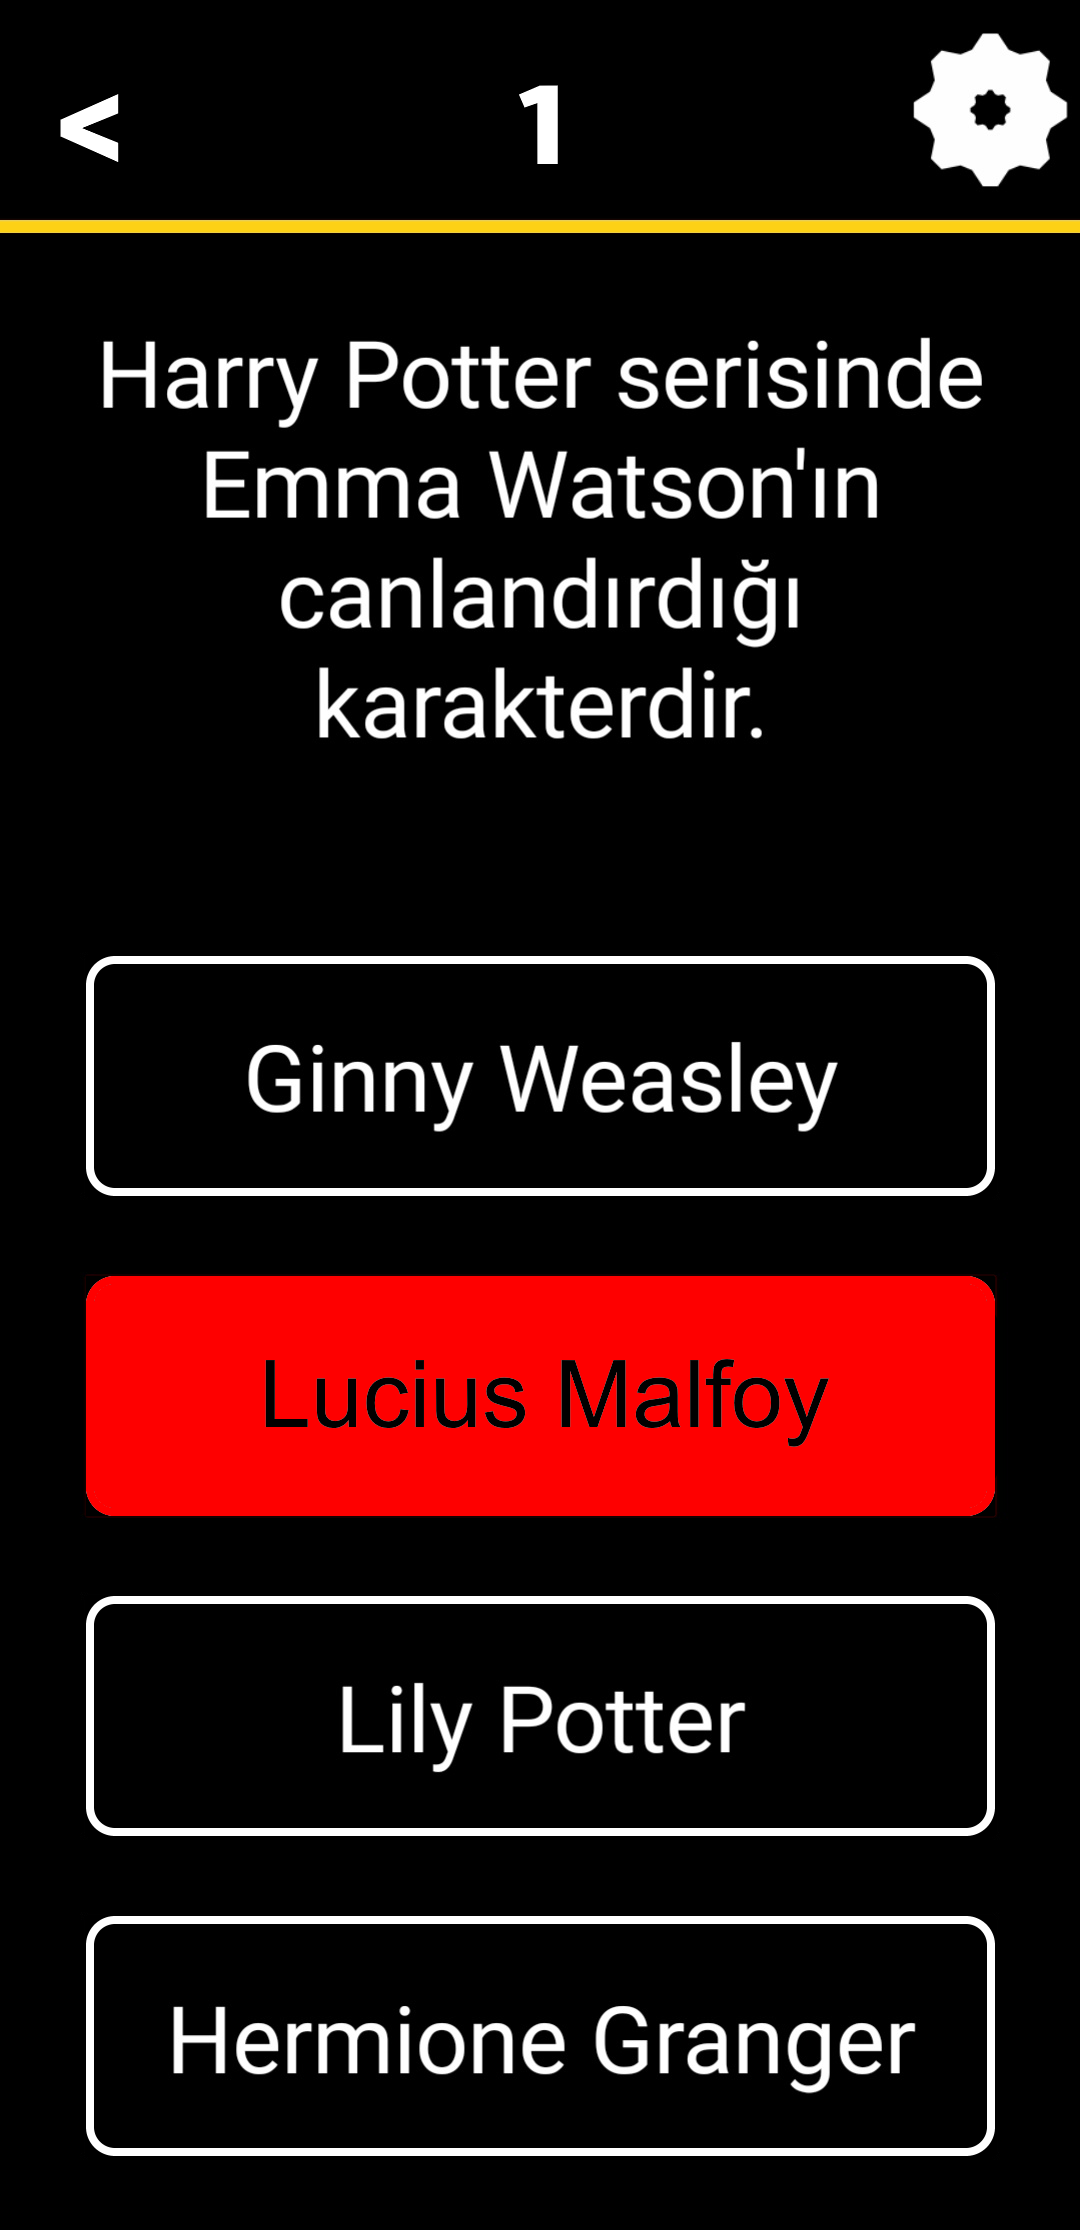 <
1
Harry Potter serisinde
Emma Watson'ın
canlandırdığı
karakterdir.
Ginny Weasley
Lucius Malfoy
Lily Potter
Hermione Granger